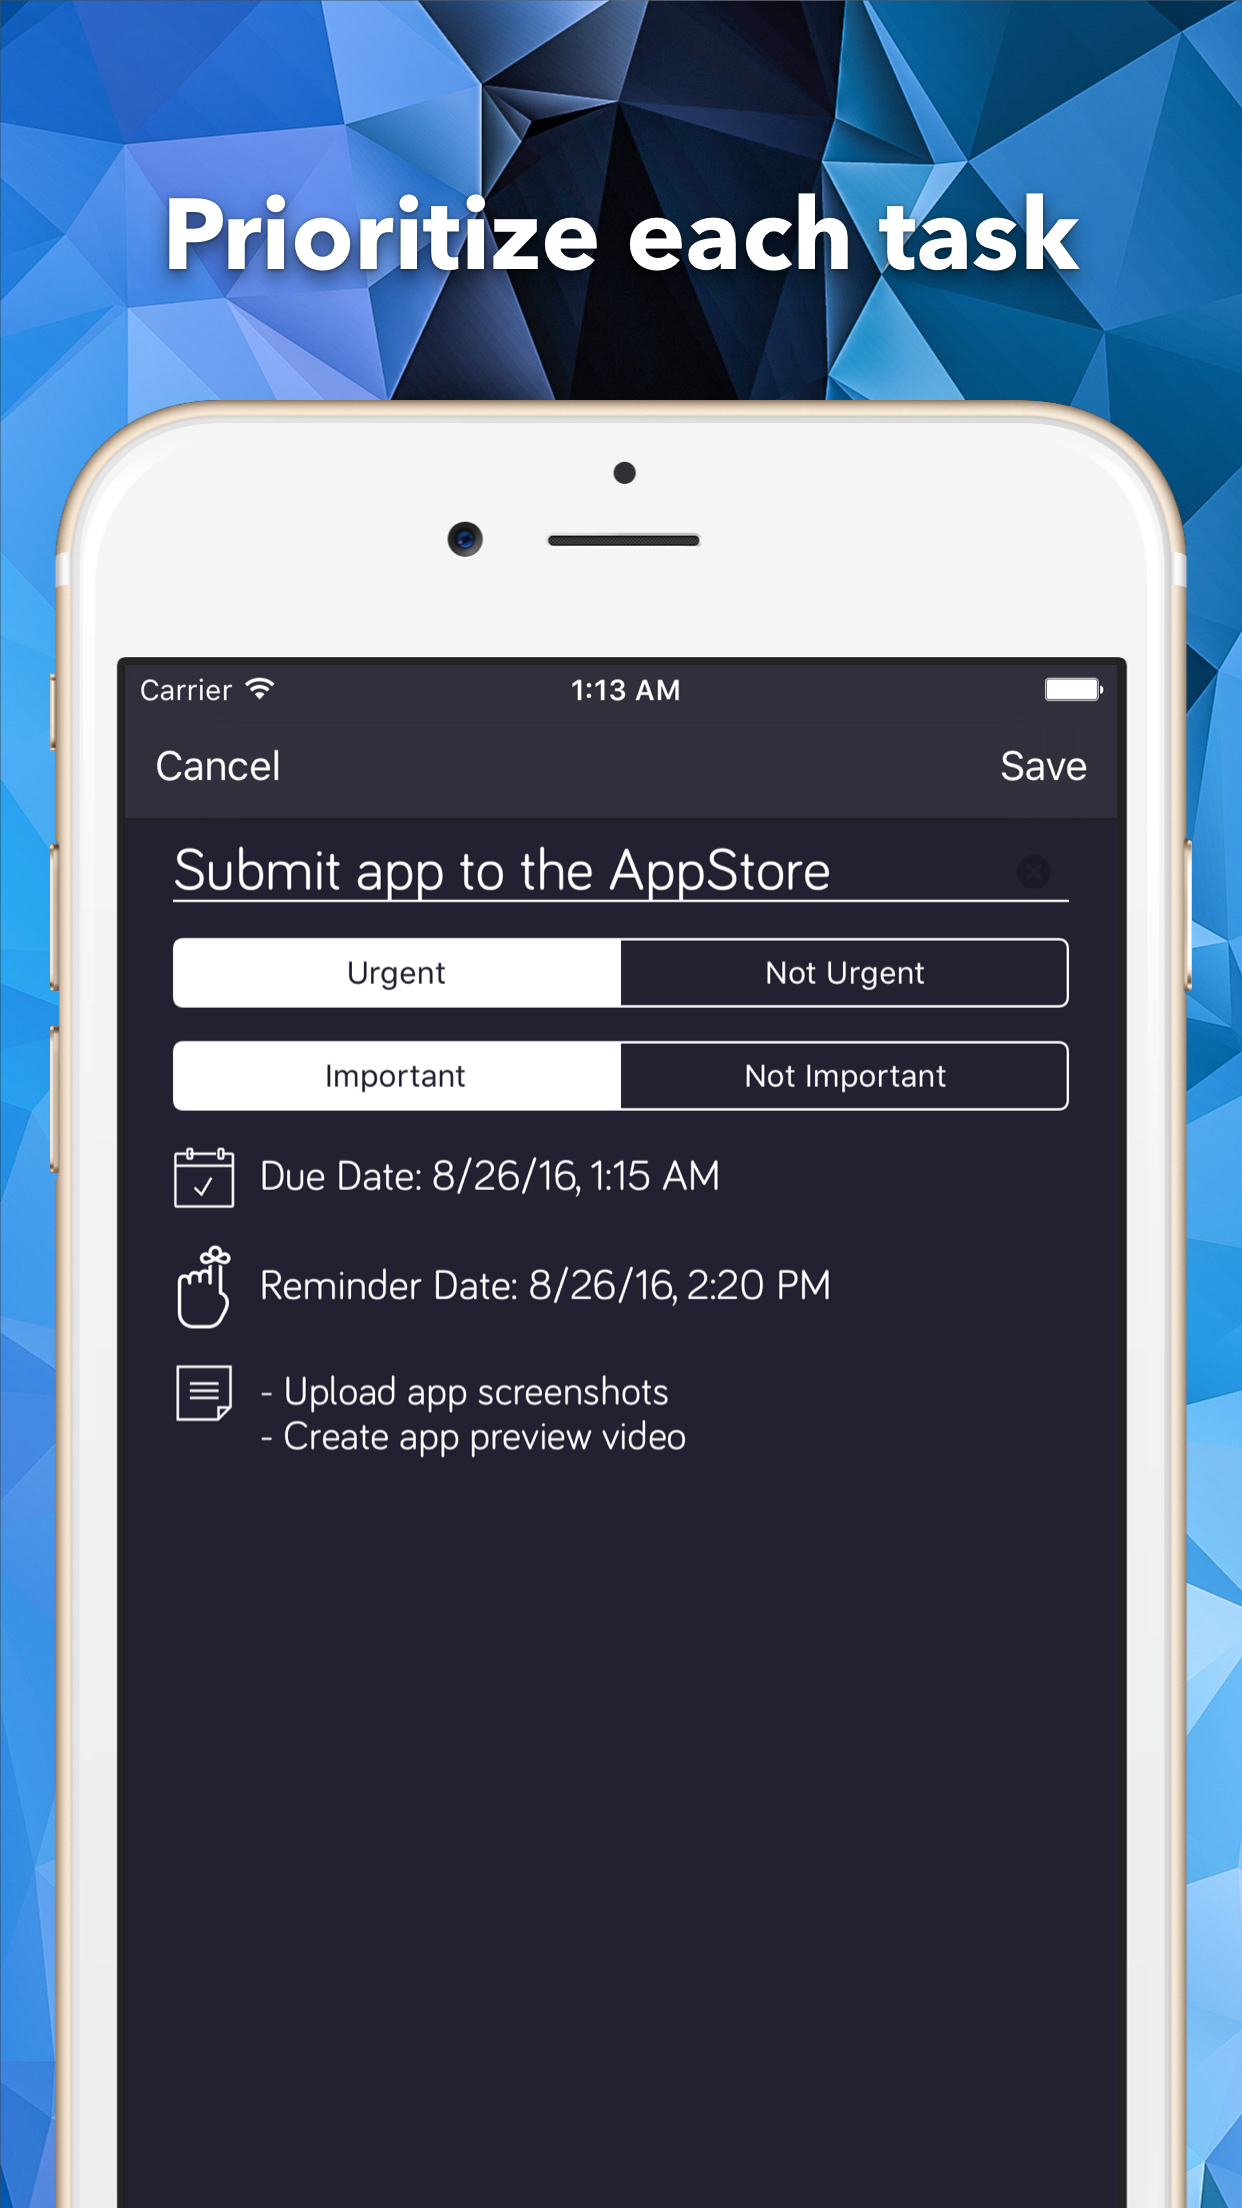 Prioritize each task
Carrier 1:13 AM
Cancel Save
Submit app to the AppStore
Urgent Not Urgent
Important Not Important
Due Date: 8/26/16, 1:15 AM
Reminder Date: 8/26/16, 2:20 PM
- Upload app screenshots
- Create app preview video